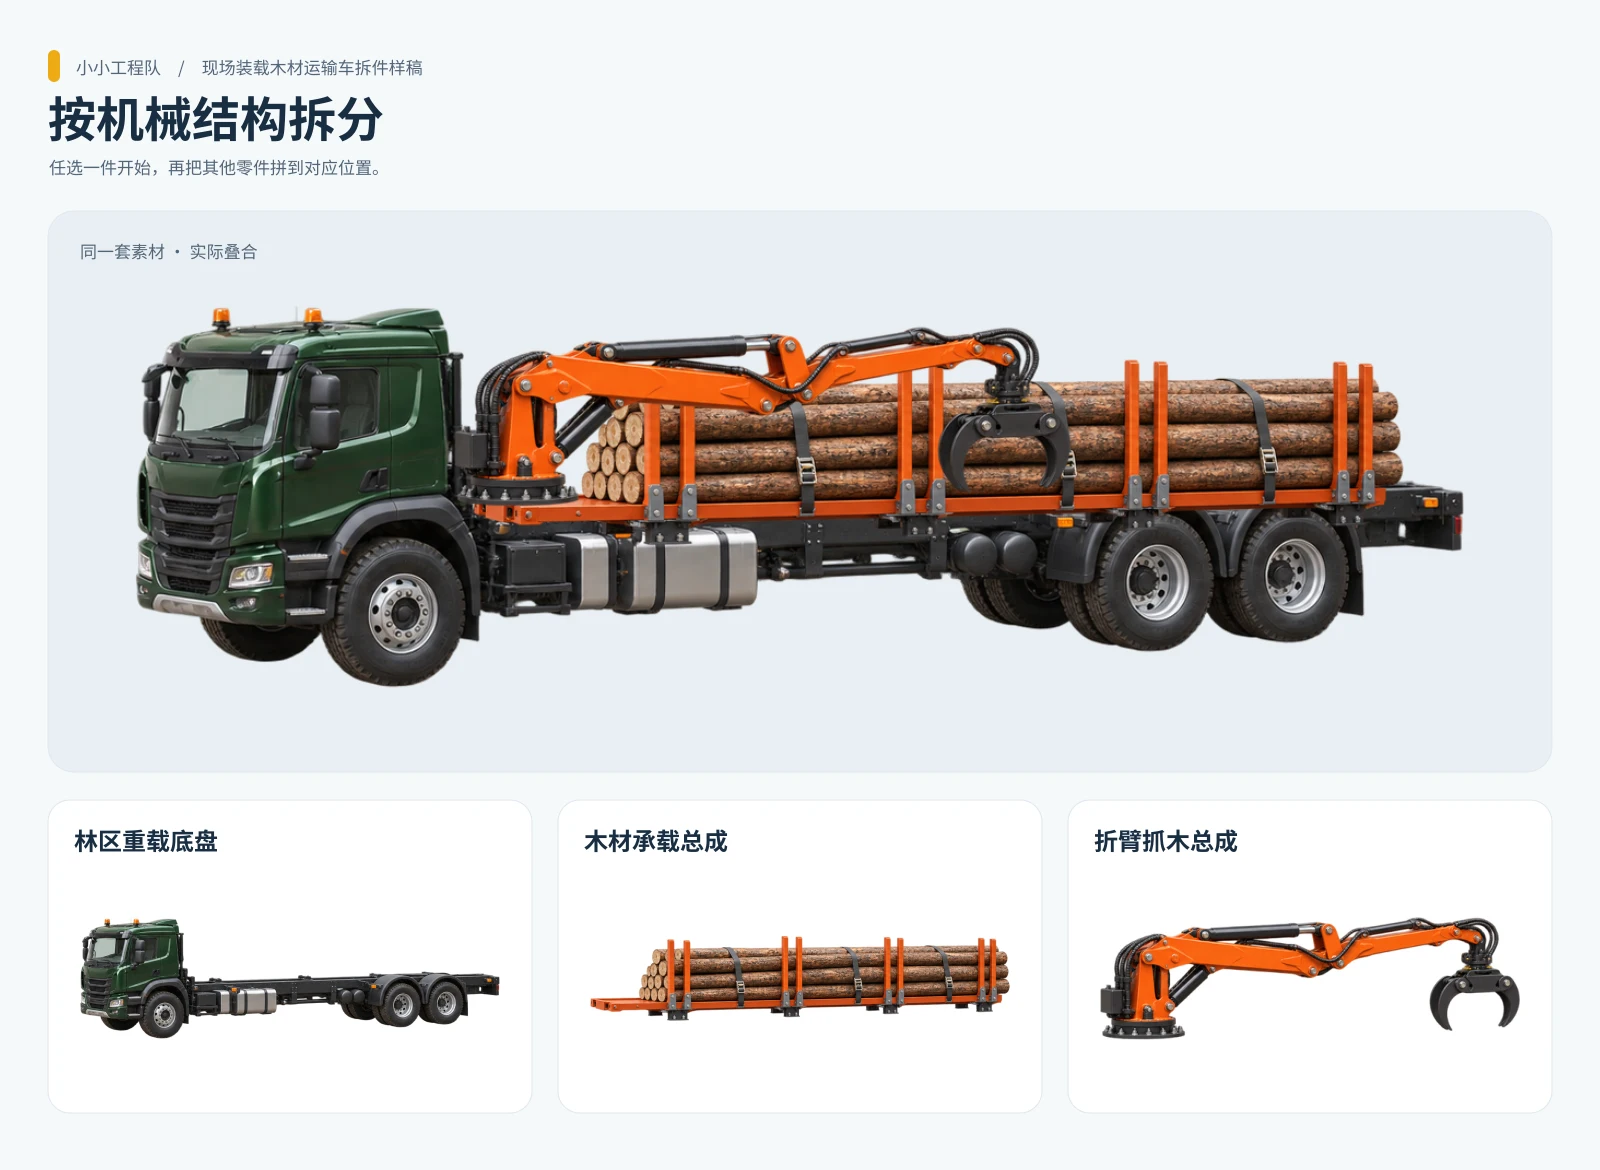 小小工程队 / 现场装载木材运输车拆件样稿
按机械结构拆分
任选一件开始，再把其他零件拼到对应位置。
同一套素材 · 实际叠合
林区重载底盘
木材承载总成
折臂抓木总成